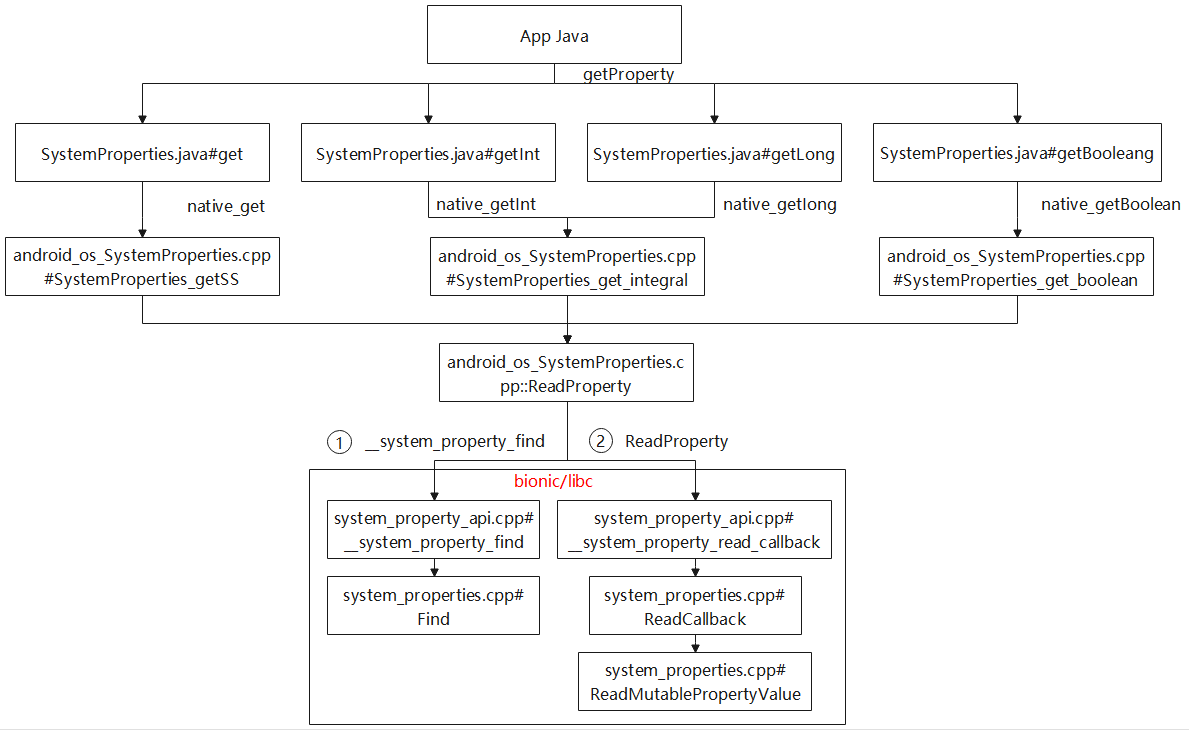 App Java
getProperty
SystemProperties.java#get
SystemProperties.java#getInt
SystemProperties.java#getLong
SystemProperties.java#getBooleang
native_get
native_getInt
native_getlong
native_getBoolean
android_os_SystemProperties.cpp
#SystemProperties_getSS
android_os_SystemProperties.cpp
#SystemProperties_get_integral
android_os_SystemProperties.cpp
#SystemProperties_get_boolean
android_os_SystemProperties.c
pp::ReadProperty
1 __system_property_find
2 ReadProperty
bionic/libc
system_property_api.cpp#
__system_property_find
system_property_api.cpp#
__system_property_read_callback
system_properties.cpp#
Find
system_properties.cpp#
ReadCallback
system_properties.cpp#
ReadMutablePropertyValue